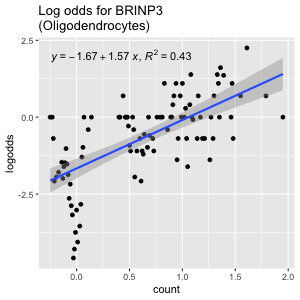 Log odds for BRINP3
(Oligodendrocytes)
y = −1.67 + 1.57 x, R² = 0.43
2.5
0.0
-2.5
logodds
0.0 0.5 1.0 1.5 2.0
count